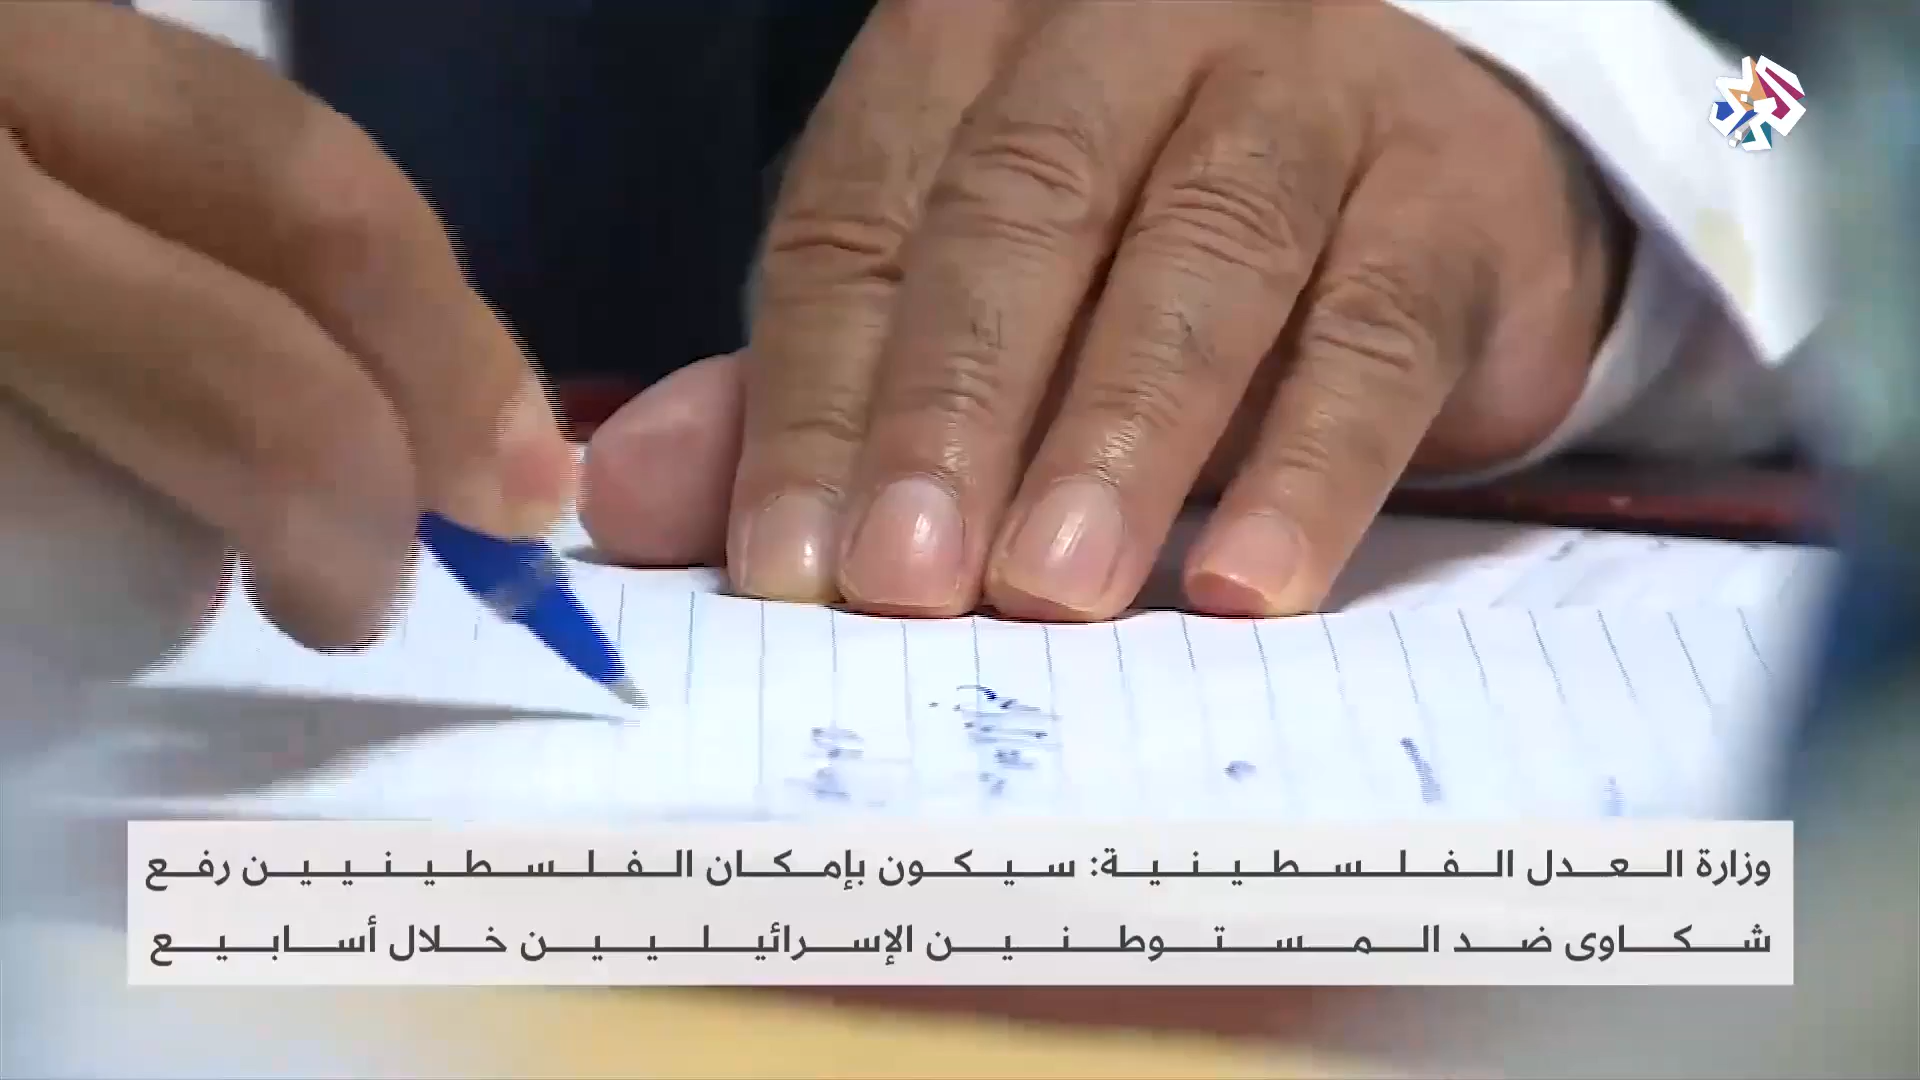 وزارة العدل الفلسطينية: سيكون بإمكان الفلسطينيين رفع
شكاوى ضد المستوطنين الإسرائيليين خلال أسابيع